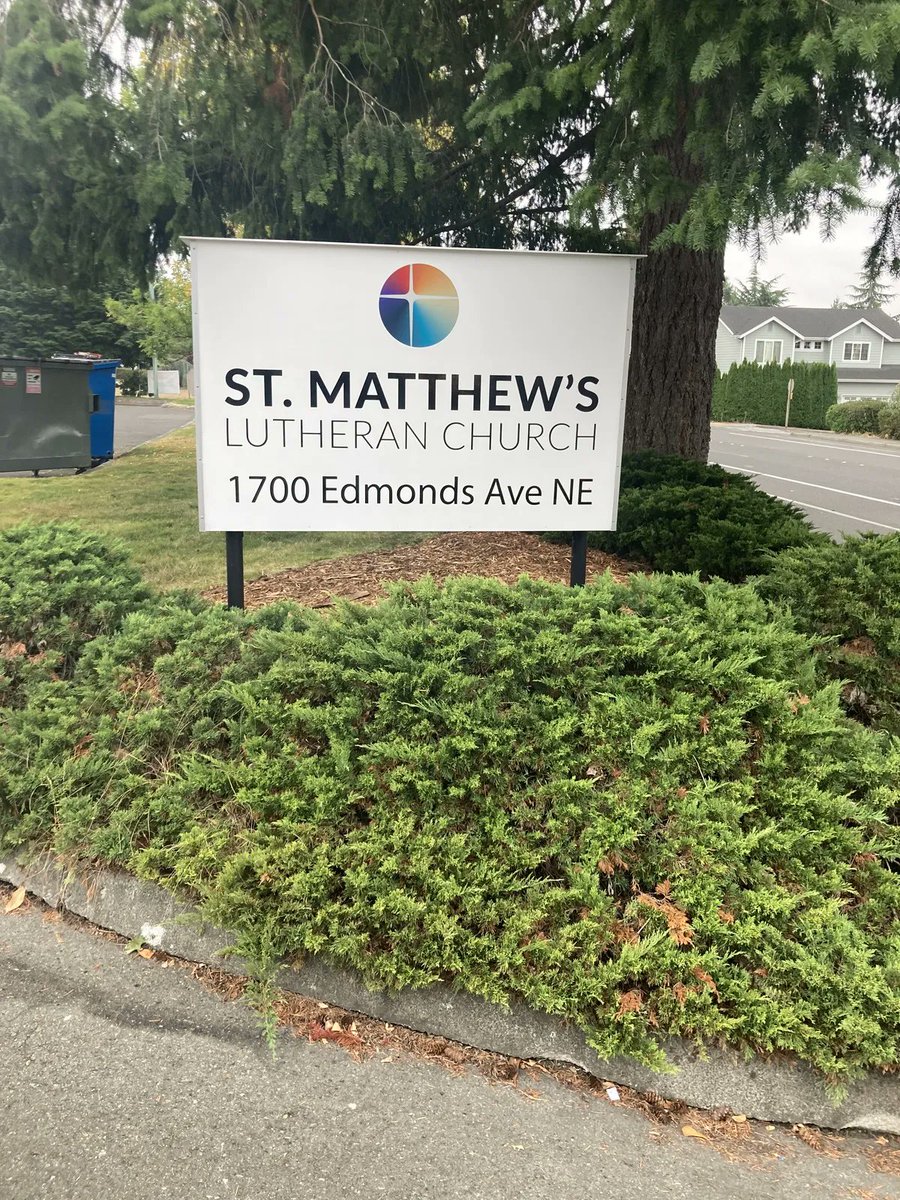 ST. MATTHEW'S
LUTHERAN CHURCH
1700 Edmonds Ave NE